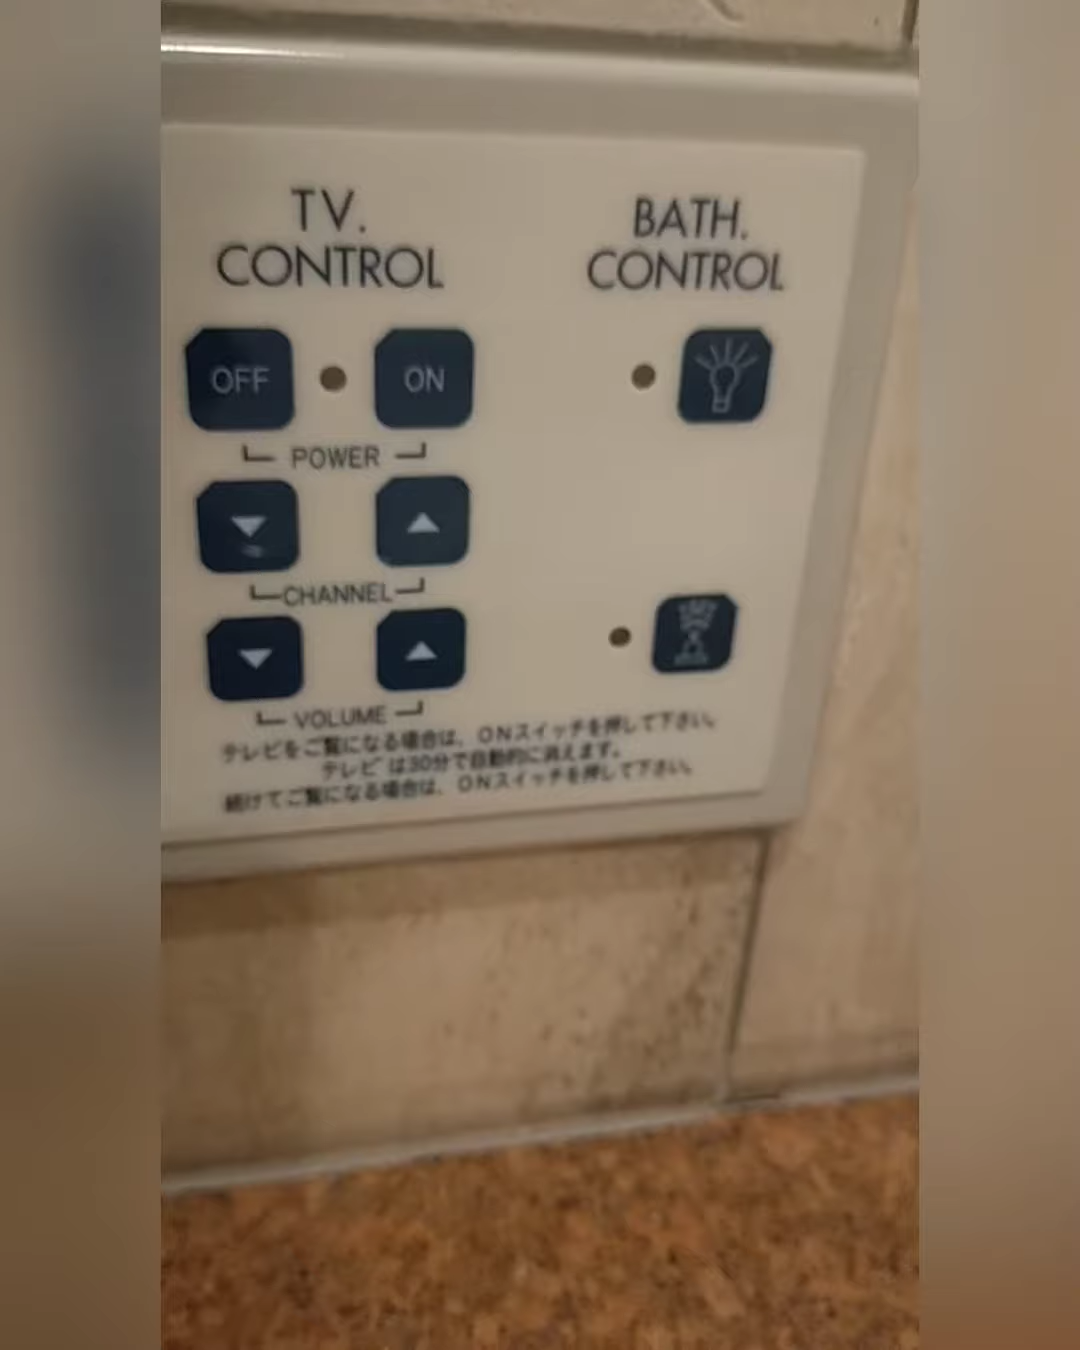 TV.
CONTROL
BATH.
CONTROL
OFF
ON
POWER
CHANNEL
VOLUME
テレビをご覧になる場合は、ONスイッチを押して下さい。
テレビは30分で自動的に消えます。
続けてご覧になる場合は、ONスイッチを押して下さい。